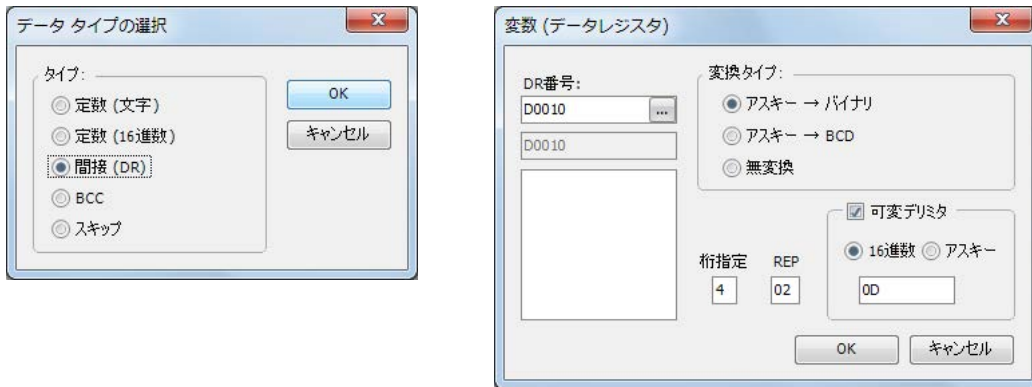 データ タイプの選択
タイプ:
定数 (文字)
定数 (16進数)
間接 (DR)
BCC
スキップ
OK
キャンセル
変数 (データレジスタ)
DR番号:
D0010
...
D0010
変換タイプ:
アスキー → バイナリ
アスキー → BCD
無変換
可変デリミタ
16進数 アスキー
0D
桁指定 REP
4 02
OK キャンセル